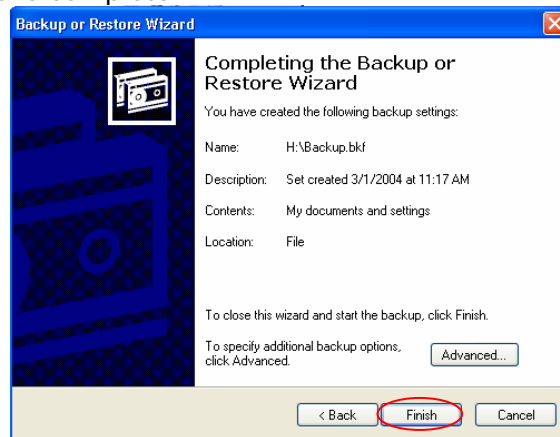 Backup or Restore Wizard
Completing the Backup or
Restore Wizard
You have created the following backup settings:
Name: H:\Backup.bkf
Description: Set created 3/1/2004 at 11:17 AM
Contents: My documents and settings
Location: File
To close this wizard and start the backup, click Finish.
To specify additional backup options,
click Advanced.
Advanced...
< Back Finish Cancel